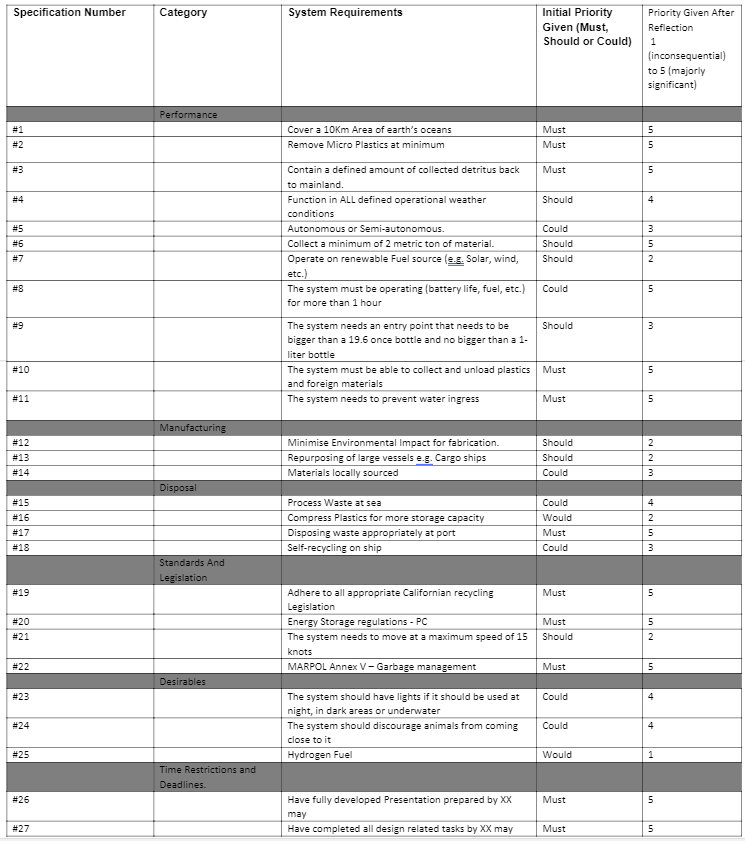 Specification Number Category System Requirements Initial Priority Given (Must, Should or Could) Priority Given After Reflection 1 (inconsequential) to 5 (majorly significant)
Performance
#1 Cover a 10Km Area of earth's oceans Must 5
#2 Remove Micro Plastics at minimum Must 5
#3 Contain a defined amount of collected detritus back to mainland. Must 5
#4 Function in ALL defined operational weather conditions Should 4
#5 Autonomous or Semi-autonomous. Could 3
#6 Collect a minimum of 2 metric ton of material. Should 5
#7 Operate on renewable Fuel source (e.g. Solar, wind, etc.) Should 2
#8 The system must be operating (battery life, fuel, etc.) for more than 1 hour Could 5
#9 The system needs an entry point that needs to be bigger than a 19.6 once bottle and no bigger than a 1-liter bottle Should 3
#10 The system must be able to collect and unload plastics and foreign materials Must 5
#11 The system needs to prevent water ingress Must 5
Manufacturing
#12 Minimise Environmental Impact for fabrication. Should 2
#13 Repurposing of large vessels e.g. Cargo ships Should 2
#14 Materials locally sourced Could 3
Disposal
#15 Process Waste at sea Could 4
#16 Compress Plastics for more storage capacity Would 2
#17 Disposing waste appropriately at port Must 5
#18 Self-recycling on ship Could 3
Standards And Legislation
#19 Adhere to all appropriate Californian recycling Legislation Must 5
#20 Energy Storage regulations - PC Must 5
#21 The system needs to move at a maximum speed of 15 knots Should 2
#22 MARPOL Annex V – Garbage management Must 5
Desirables
#23 The system should have lights if it should be used at night, in dark areas or underwater Could 4
#24 The system should discourage animals from coming close to it Could 4
#25 Hydrogen Fuel Would 1
Time Restrictions and Deadlines.
#26 Have fully developed Presentation prepared by XX may Must 5
#27 Have completed all design related tasks by XX may Must 5